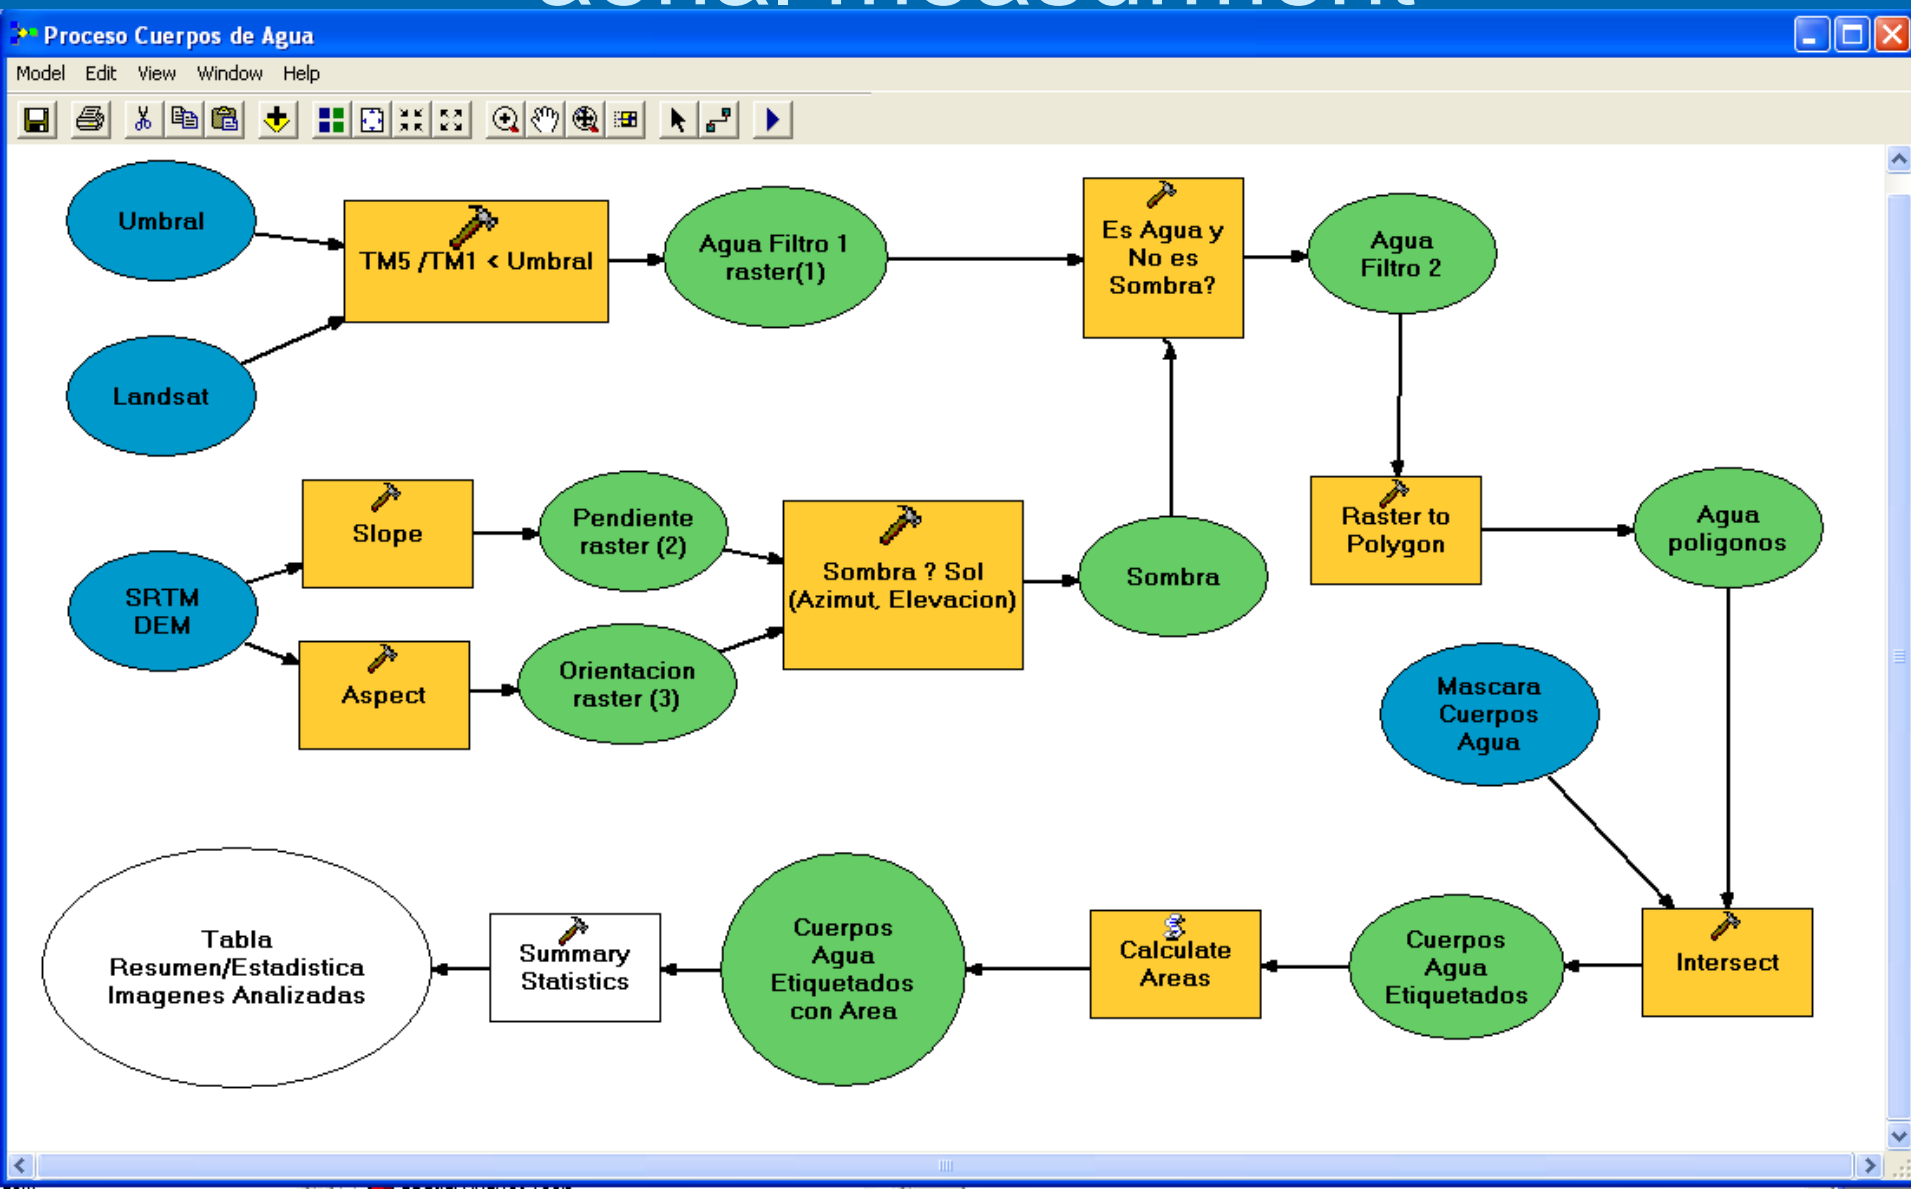 Proceso Cuerpos de Agua
Model Edit View Window Help
Umbral
TM5 /TM1 < Umbral
Agua Filtro 1
raster(1)
Es Agua y
No es
Sombra?
Agua
Filtro 2
Landsat
Slope
Pendiente
raster (2)
Sombra ? Sol
(Azimut, Elevacion)
Sombra
Raster to
Polygon
Agua
poligonos
SRTM
DEM
Aspect
Orientacion
raster (3)
Mascara
Cuerpos
Agua
Tabla
Resumen/Estadistica
Imagenes Analizadas
Summary
Statistics
Cuerpos
Agua
Etiquetados
con Area
Calculate
Areas
Cuerpos
Agua
Etiquetados
Intersect